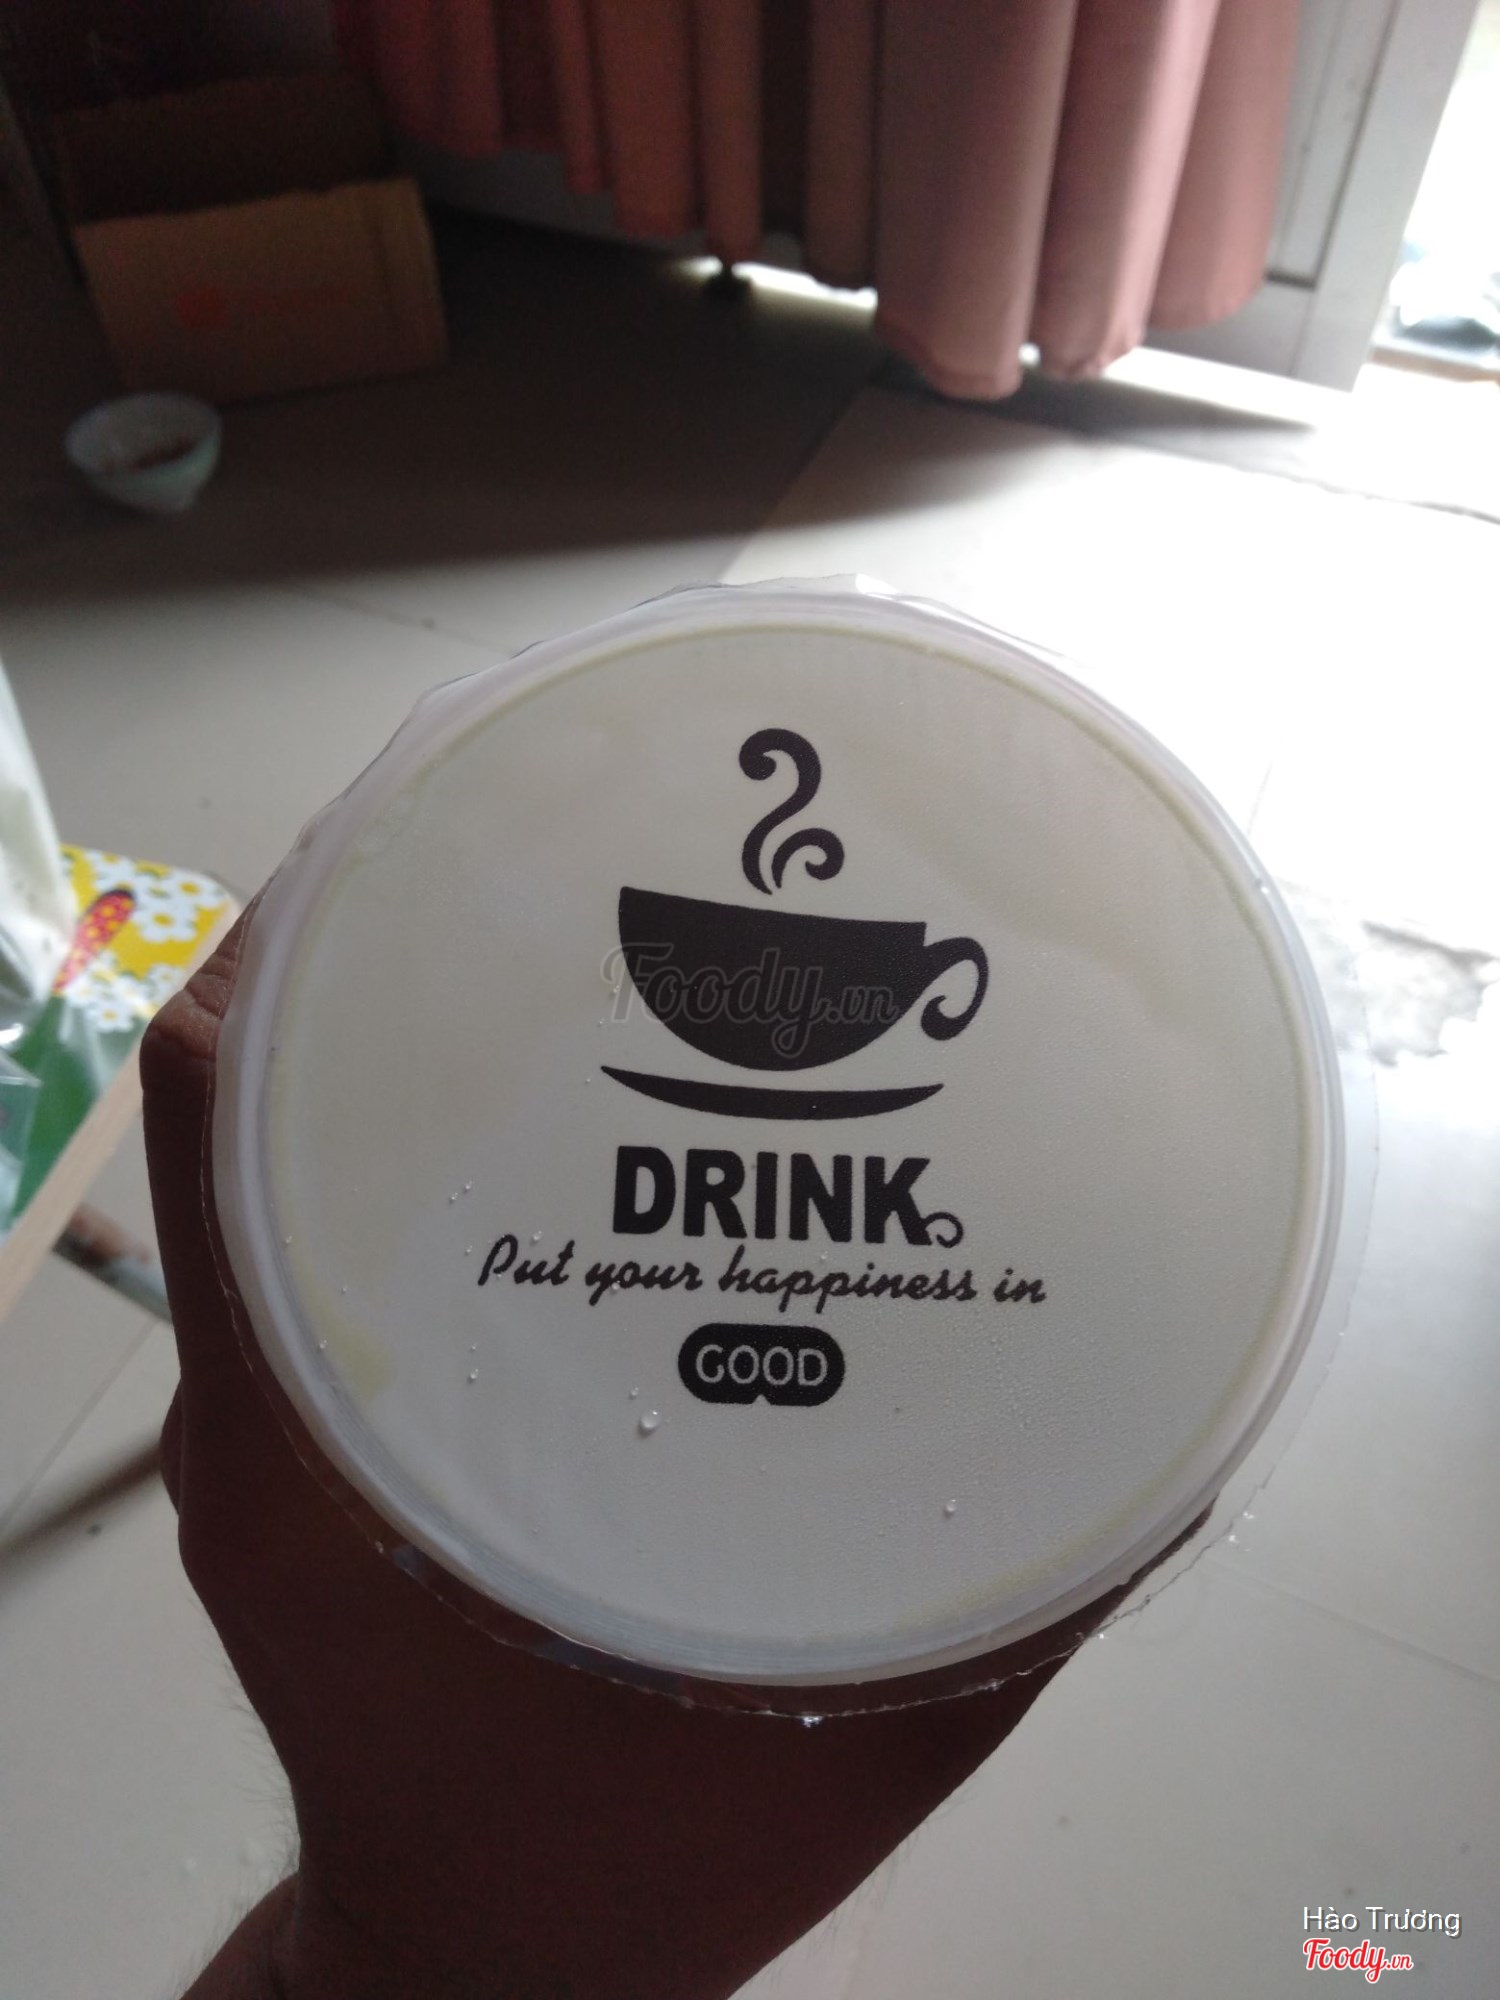 Foody.vn
DRINK
Put your happiness in
GOOD
Hào Trương
Foody.vn